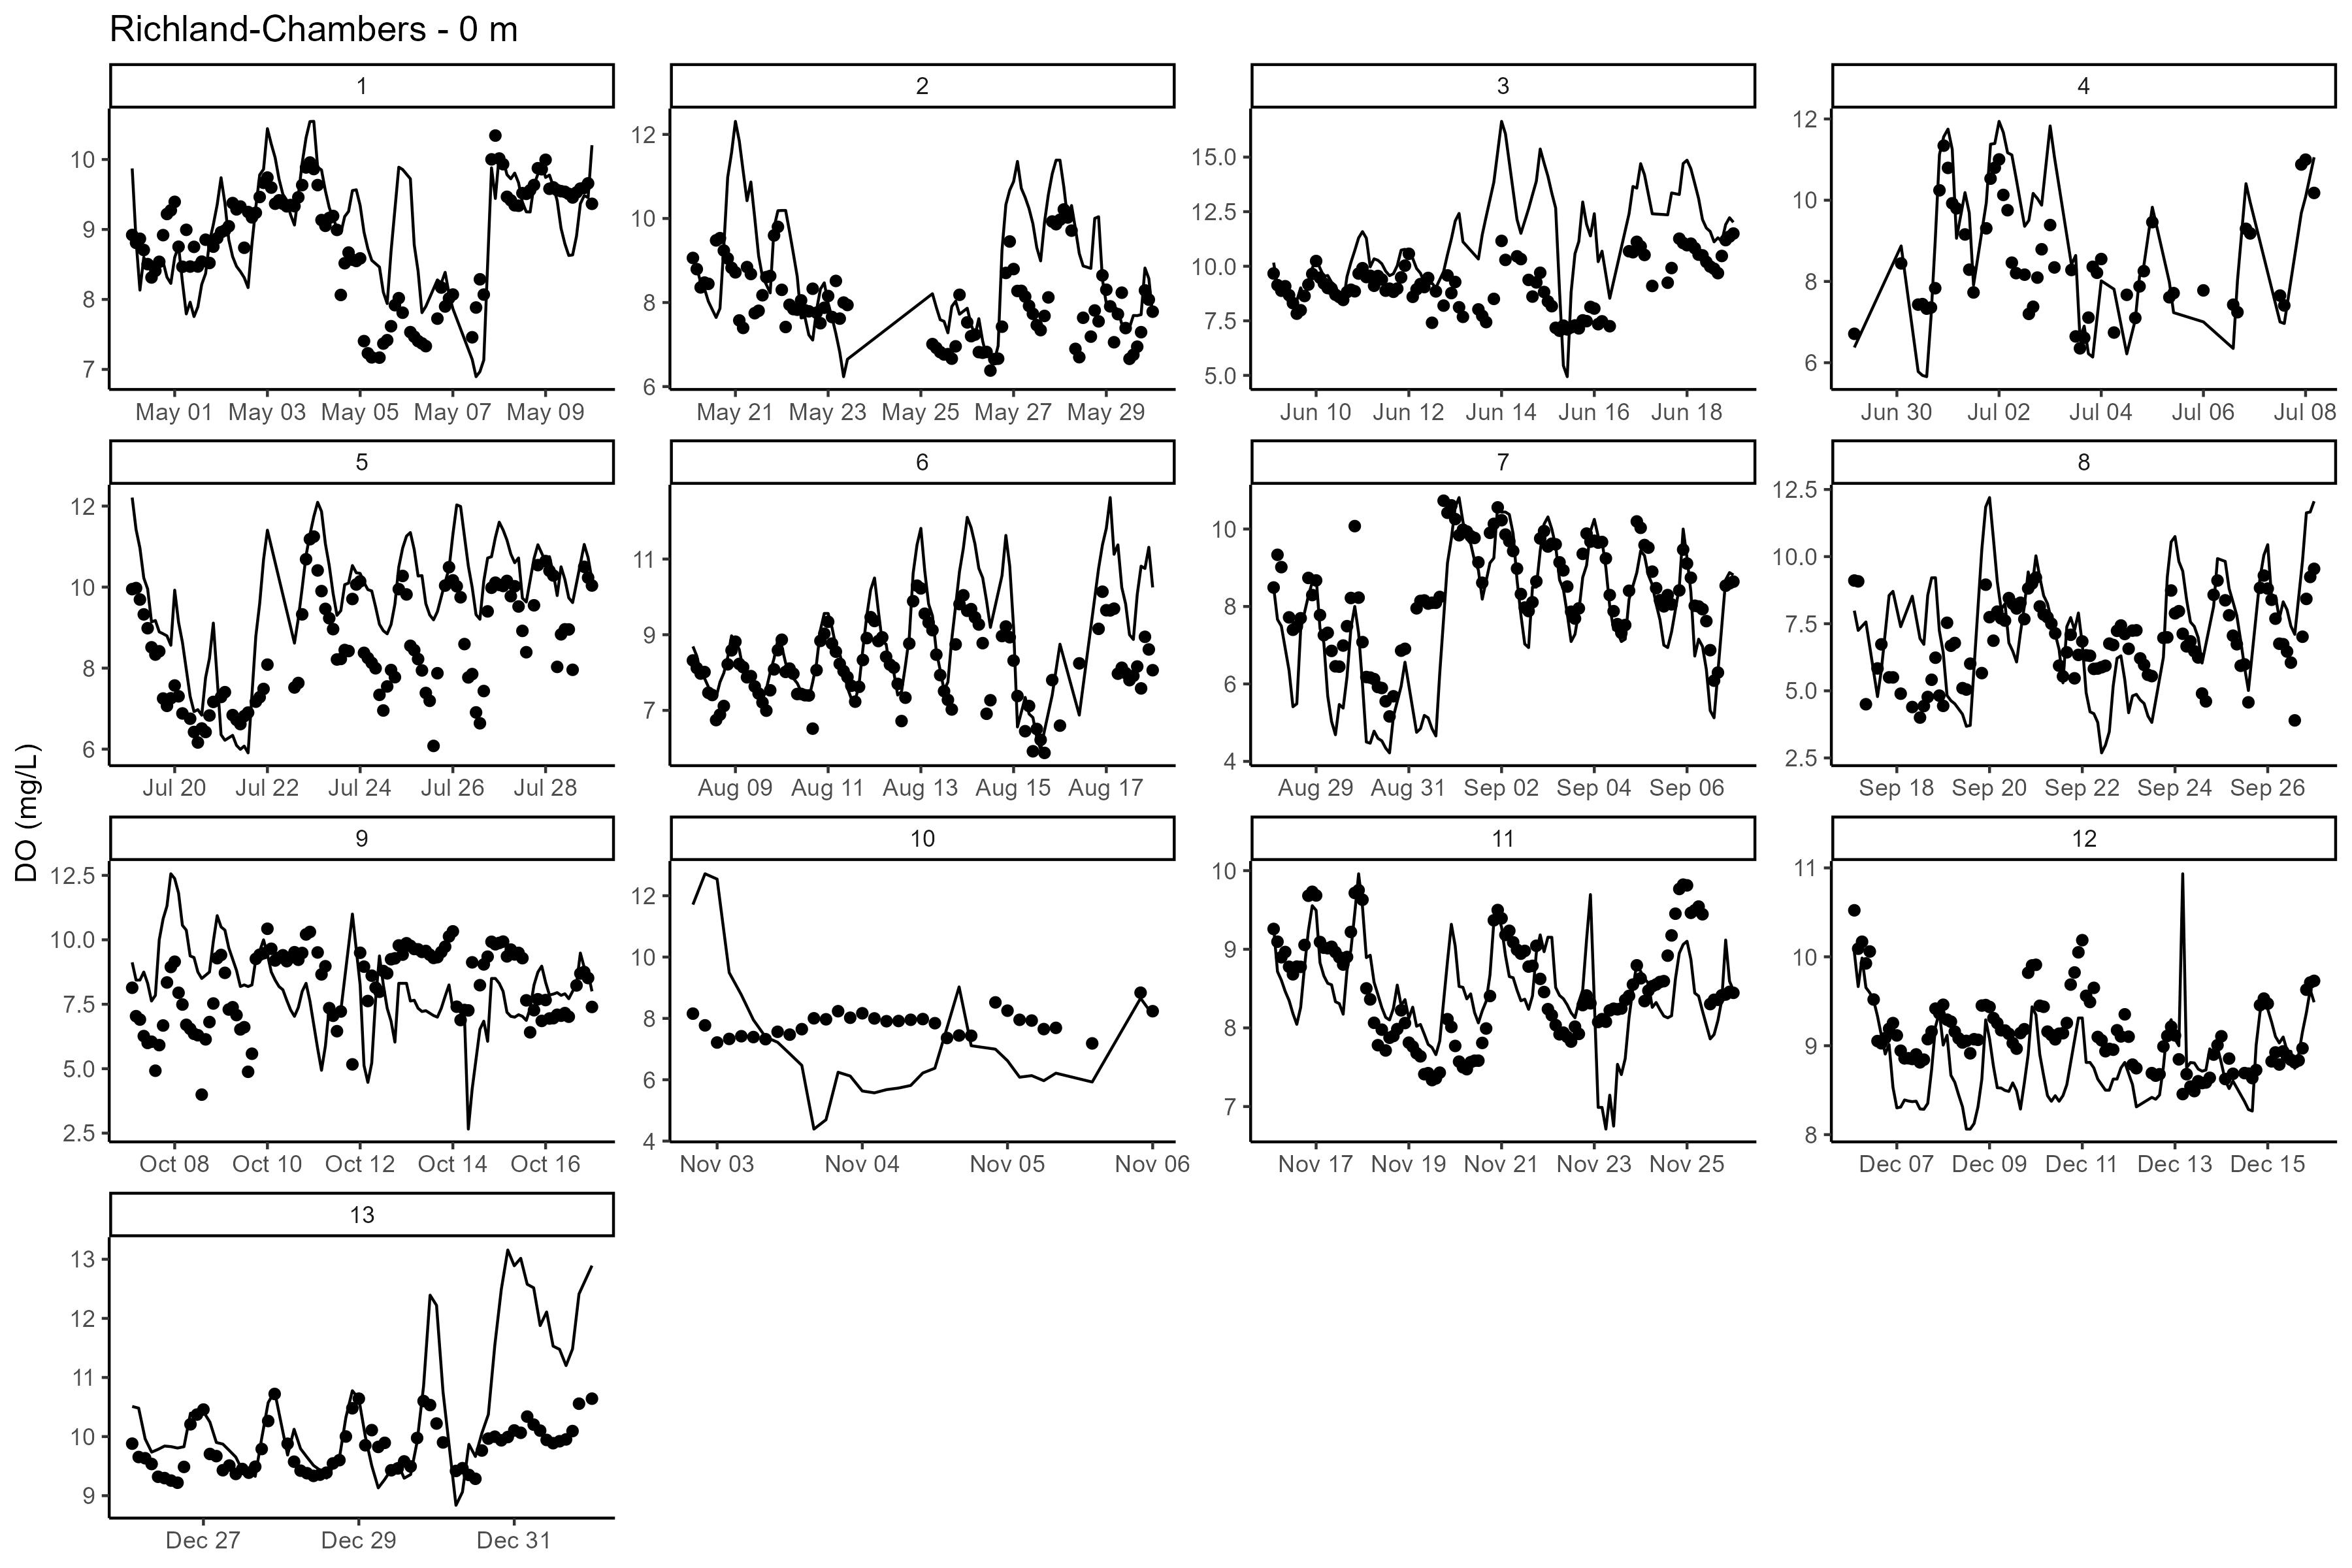 Richland-Chambers - 0 m
1 2 3 4
10 9 8 7
12 10 8 6
15.0 12.5 10.0 7.5 5.0
12 10 8 6
May 01 May 03 May 05 May 07 May 09
May 21 May 23 May 25 May 27 May 29
Jun 10 Jun 12 Jun 14 Jun 16 Jun 18
Jun 30 Jul 02 Jul 04 Jul 06 Jul 08
5 6 7 8
12 10 8 6
11 9 7
10 8 6 4
12.5 10.0 7.5 5.0 2.5
Jul 20 Jul 22 Jul 24 Jul 26 Jul 28
Aug 09 Aug 11 Aug 13 Aug 15 Aug 17
Aug 29 Aug 31 Sep 02 Sep 04 Sep 06
Sep 18 Sep 20 Sep 22 Sep 24 Sep 26
DO (mg/L)
9 10 11 12
12.5 10.0 7.5 5.0 2.5
12 10 8 6 4
10 9 8 7
11 10 9 8
Oct 08 Oct 10 Oct 12 Oct 14 Oct 16
Nov 03 Nov 04 Nov 05 Nov 06
Nov 17 Nov 19 Nov 21 Nov 23 Nov 25
Dec 07 Dec 09 Dec 11 Dec 13 Dec 15
13
13 12 11 10 9
Dec 27 Dec 29 Dec 31